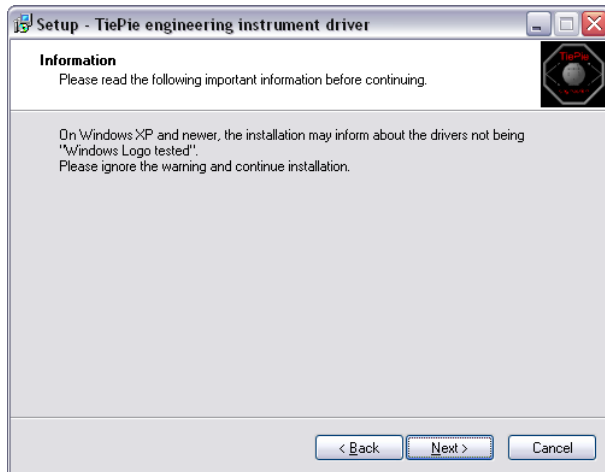 Setup - TiePie engineering instrument driver
Information
Please read the following important information before continuing.
TiePie
On Windows XP and newer, the installation may inform about the drivers not being
"Windows Logo tested".
Please ignore the warning and continue installation.
< Back
Next >
Cancel